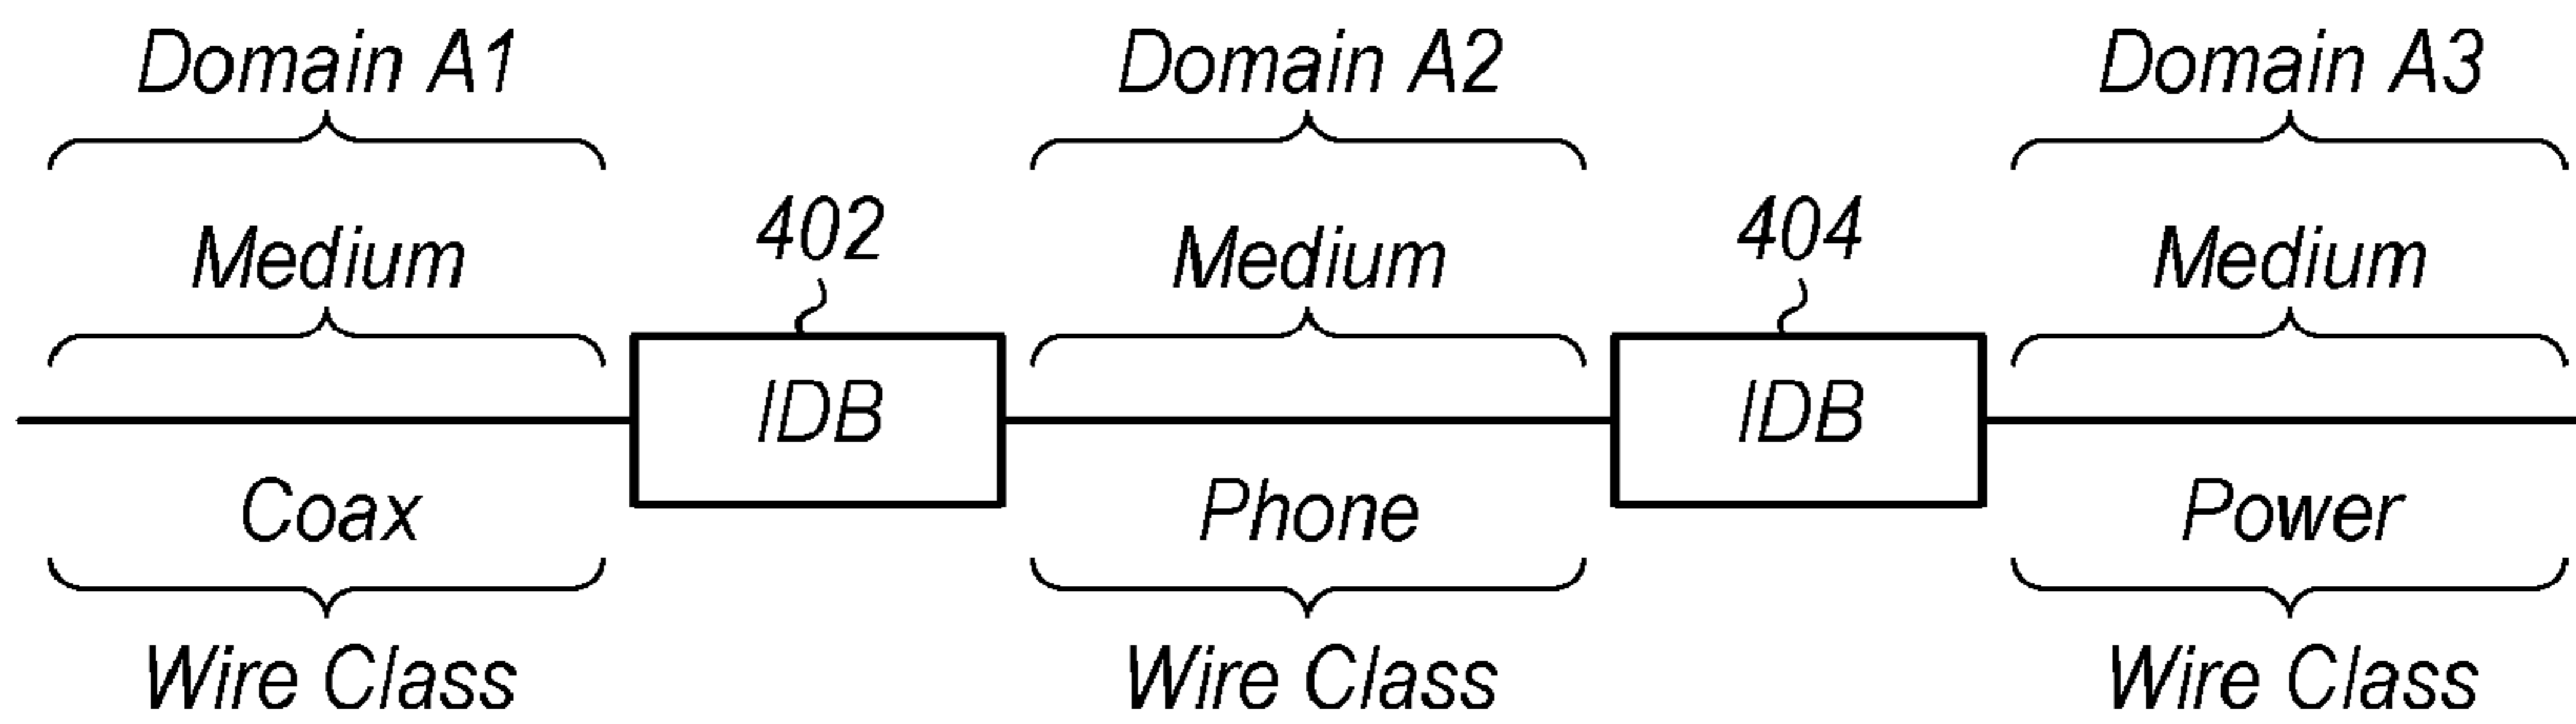 Domain A1 Domain A2 Domain A3
Medium 402 Medium 404 Medium
IDB IDB
Coax Phone Power
Wire Class Wire Class Wire Class